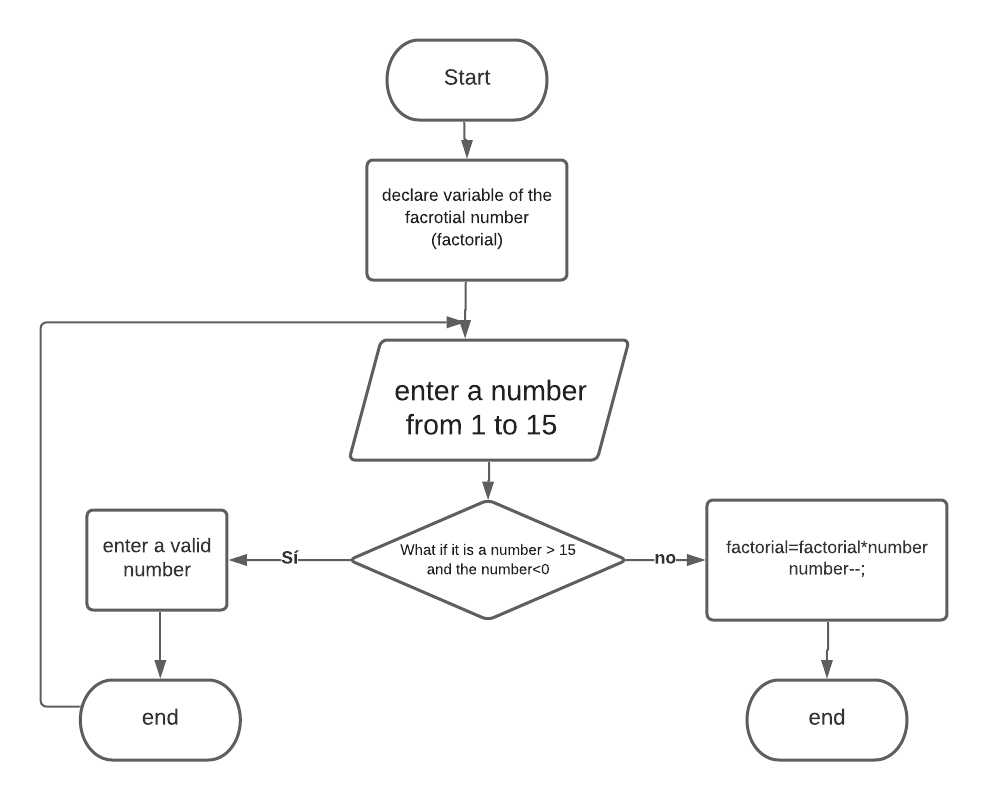 Start
declare variable of the
facrotial number
(factorial)
enter a number
from 1 to 15
What if it is a number > 15
and the number<0
Sí
no
enter a valid
number
factorial=factorial*number
number--;
end
end